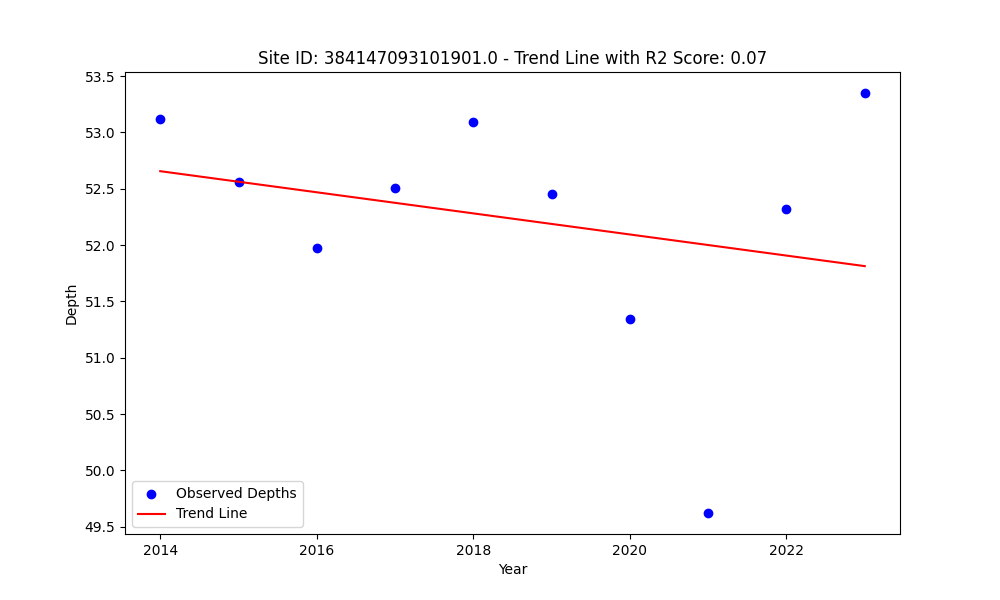 Site ID: 384147093101901.0 - Trend Line with R2 Score: 0.07
53.5
53.0
52.5
52.0
51.5
51.0
50.5
50.0
49.5
Depth
Observed Depths
Trend Line
2014 2016 2018 2020 2022
Year